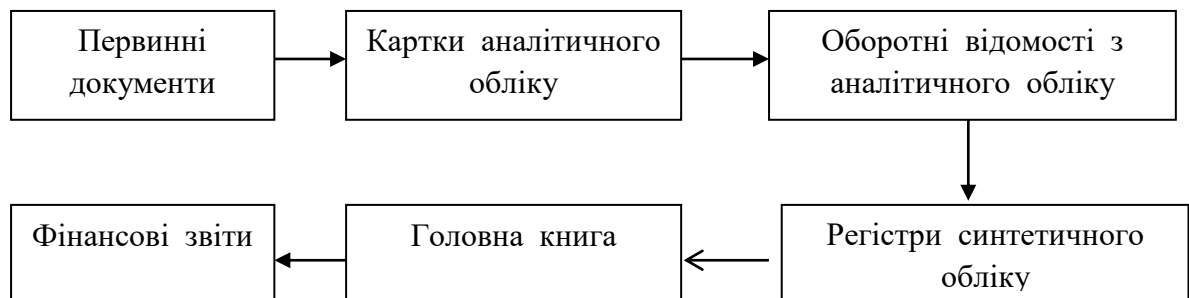 Первинні
документи
Картки аналітичного
обліку
Оборотні відомості з
аналітичного обліку
Фінансові звіти
Головна книга
Регістри синтетичного
обліку